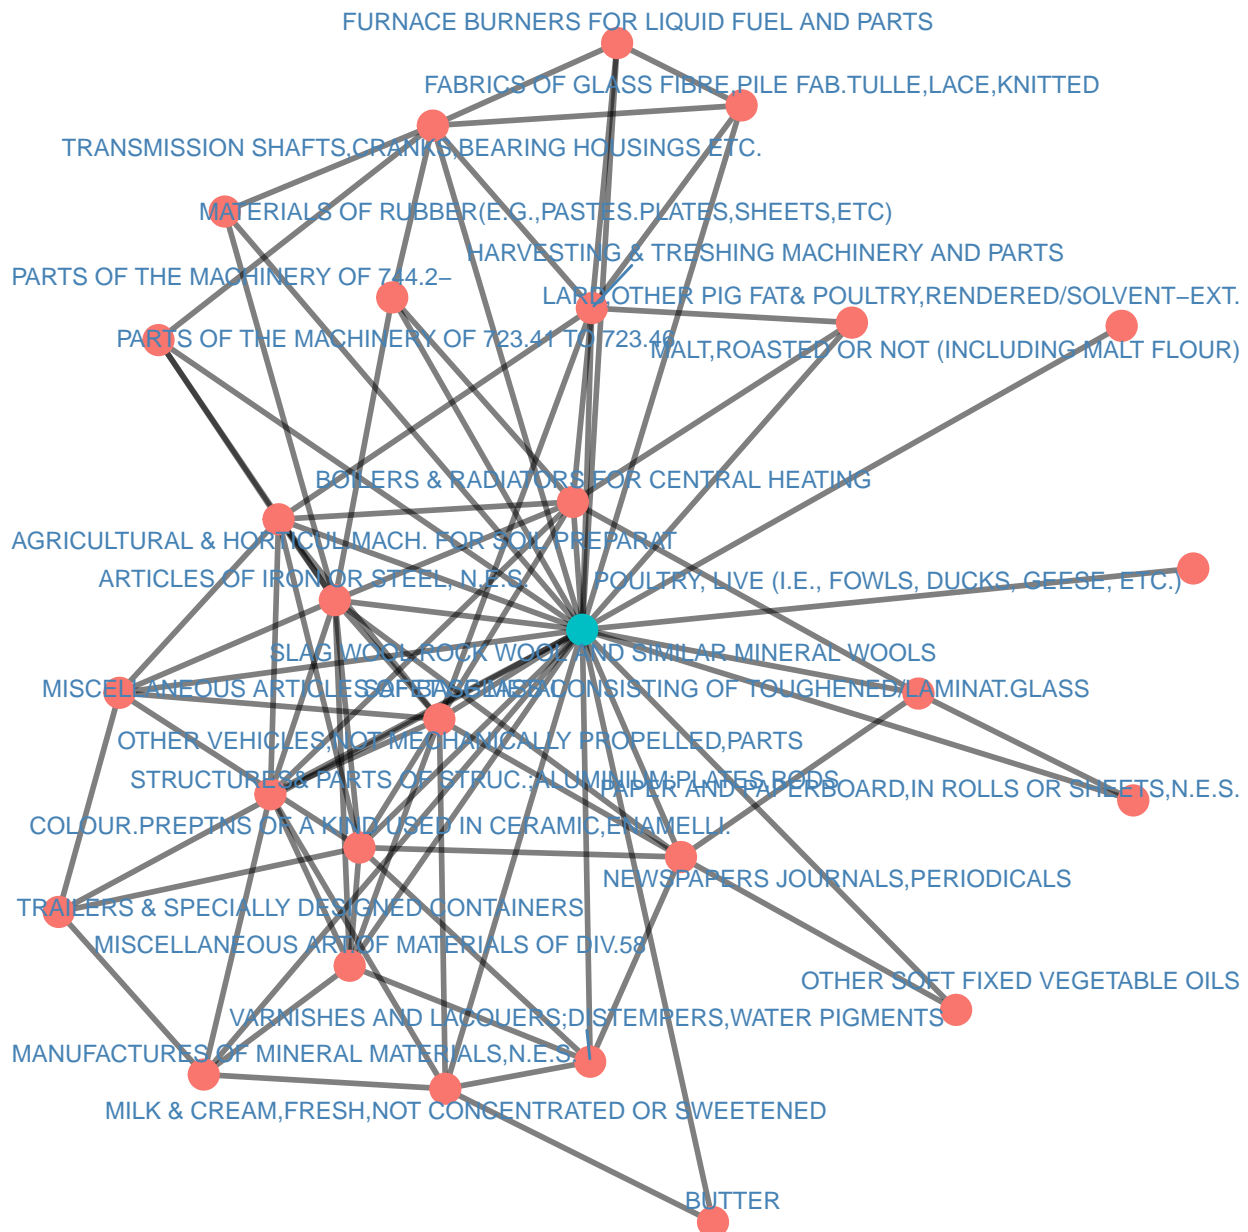 FURNACE BURNERS FOR LIQUID FUEL AND PARTS
FABRICS OF GLASS FIBRE,PILE FAB.TULLE,LACE,KNITTED
TRANSMISSION SHAFTS,CRANKS,BEARING HOUSINGS,ETC.
MATERIALS OF RUBBER(E.G.,PASTES.PLATES,SHEETS,ETC)
HARVESTING & TRESHING MACHINERY AND PARTS
PARTS OF THE MACHINERY OF 744.2–
LARD,OTHER PIG FAT& POULTRY,RENDERED/SOLVENT–EXT.
PARTS OF THE MACHINERY OF 723.41 TO 723.46
MALT,ROASTED OR NOT (INCLUDING MALT FLOUR)
BOILERS & RADIATORS FOR CENTRAL HEATING
AGRICULTURAL & HORTICUL.MACH. FOR SOIL PREPARAT
ARTICLES OF IRON OR STEEL, N.E.S.
POULTRY, LIVE (I.E., FOWLS, DUCKS, GEESE, ETC.)
SLAG WOOL,ROCK WOOL AND SIMILAR MINERAL WOOLS
MISCELLANEOUS ARTICLES OF BASE METAL
SAFETY GLASS CONSISTING OF TOUGHENED/LAMINAT.GLASS
OTHER VEHICLES,NOT MECHANICALLY PROPELLED,PARTS
STRUCTURES& PARTS OF STRUC.;ALUMINIUM;PLATES,RODS
PAPER AND PAPERBOARD,IN ROLLS OR SHEETS,N.E.S.
COLOUR.PREPTNS OF A KIND USED IN CERAMIC,ENAMELLI.
NEWSPAPERS JOURNALS,PERIODICALS
TRAILERS & SPECIALLY DESIGNED CONTAINERS
MISCELLANEOUS ART.OF MATERIALS OF DIV.58
OTHER SOFT FIXED VEGETABLE OILS
VARNISHES AND LACQUERS;DISTEMPERS,WATER PIGMENTS
MANUFACTURES OF MINERAL MATERIALS,N.E.S.
MILK & CREAM,FRESH,NOT CONCENTRATED OR SWEETENED
BUTTER